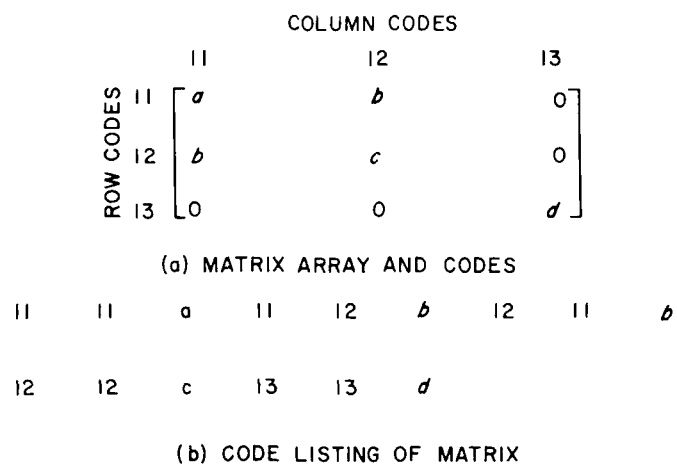 COLUMN CODES
11 12 13
ROW CODES
11 a b 0
12 b c 0
13 0 0 d
(a) MATRIX ARRAY AND CODES
11 11 a 11 12 b 12 11 b
12 12 c 13 13 d
(b) CODE LISTING OF MATRIX